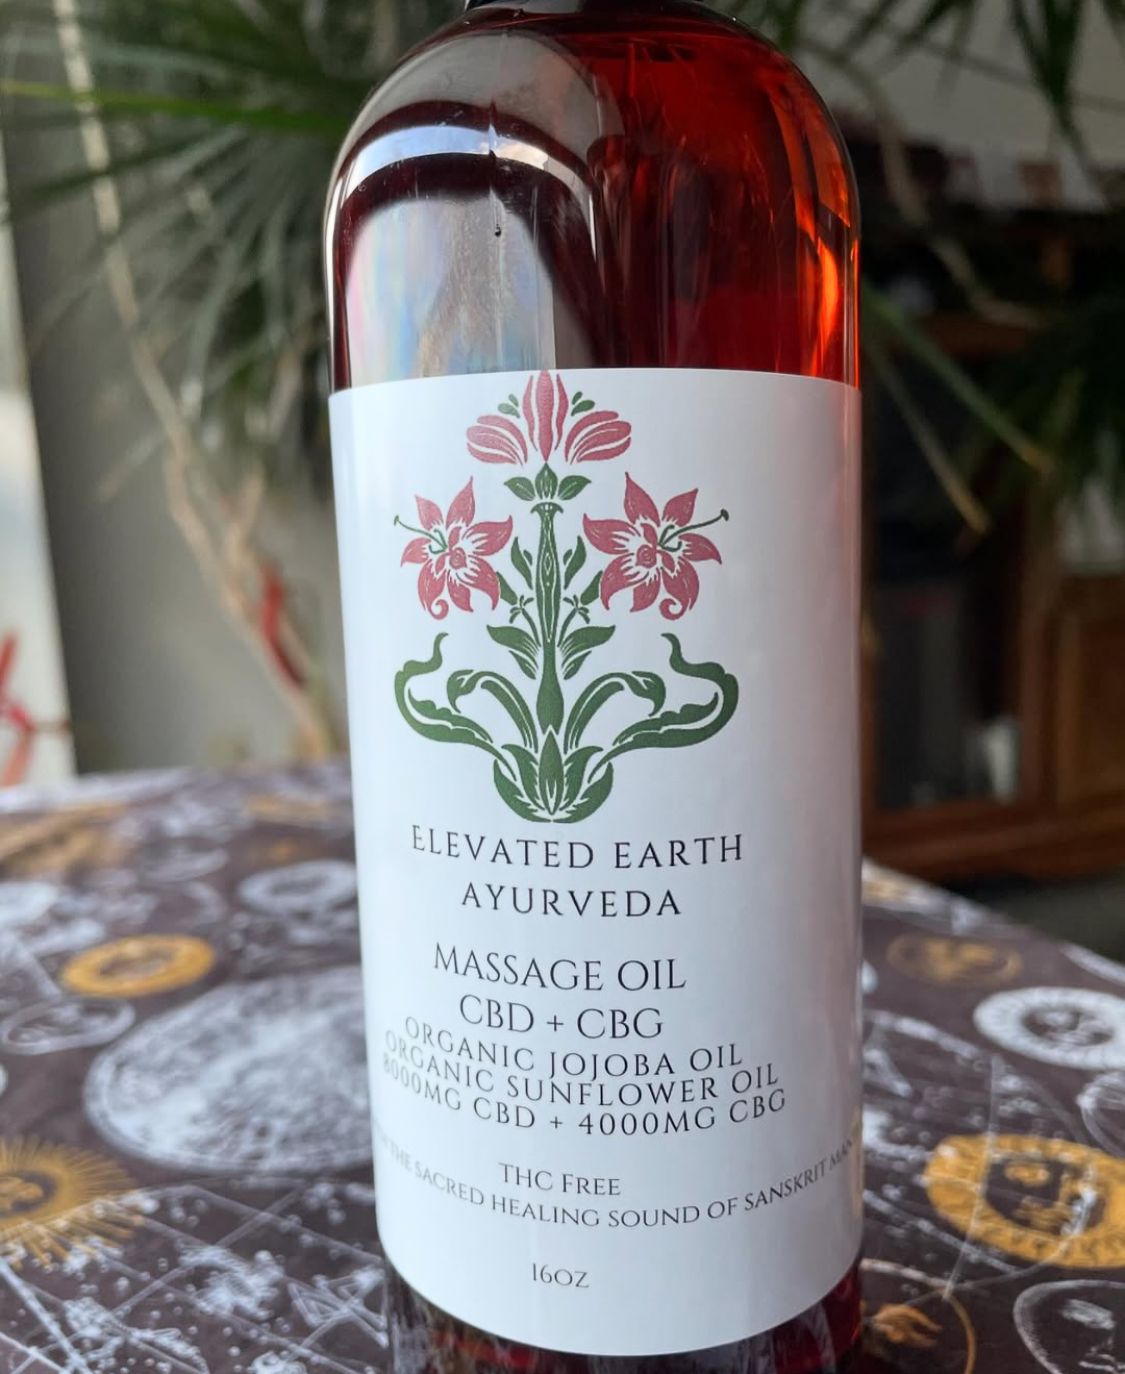 ELEVATED EARTH
AYURVEDA
MASSAGE OIL
CBD + CBG
ORGANIC JOJOBA OIL
ORGANIC SUNFLOWER OIL
8000MG CBD + 4000MG CBG
THC FREE
THE SACRED HEALING SOUND OF SANSKRIT
16OZ